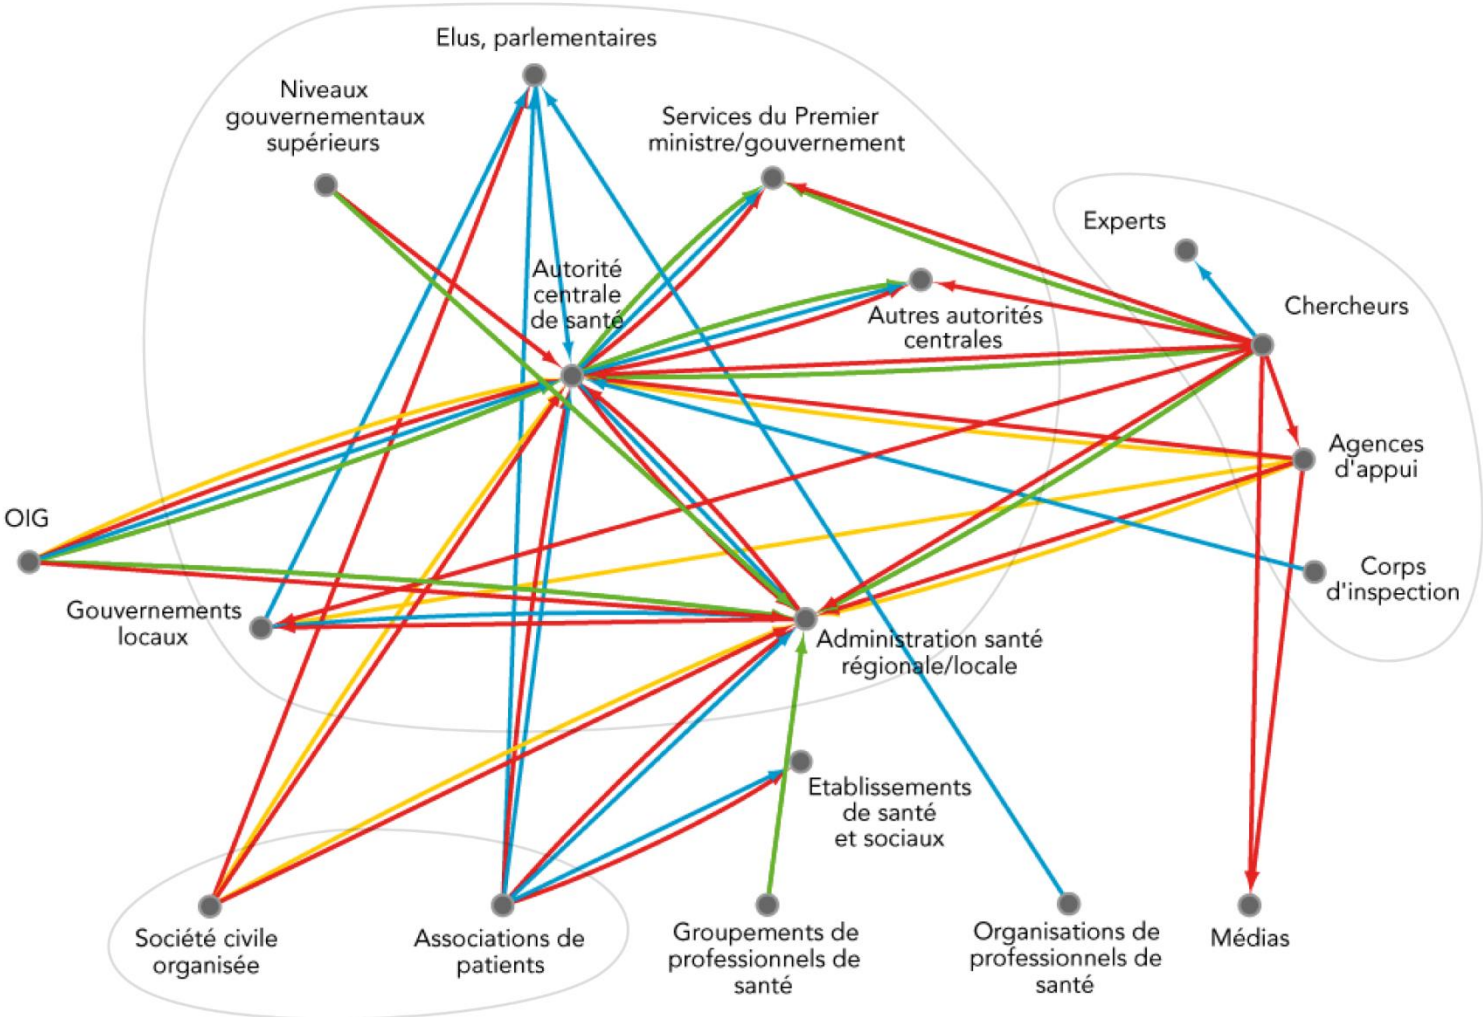 Elus, parlementaires
Niveaux
gouvernementaux
supérieurs
Services du Premier
ministre/gouvernement
Experts
Autorité
centrale
de santé
Autres autorités
centrales
Chercheurs
Agences
d'appui
OIG
Corps
d'inspection
Gouvernements
locaux
Administration santé
régionale/locale
Etablissements
de santé
et sociaux
Société civile
organisée
Associations de
patients
Groupements de
professionnels de
santé
Organisations de
professionnels de
santé
Médias